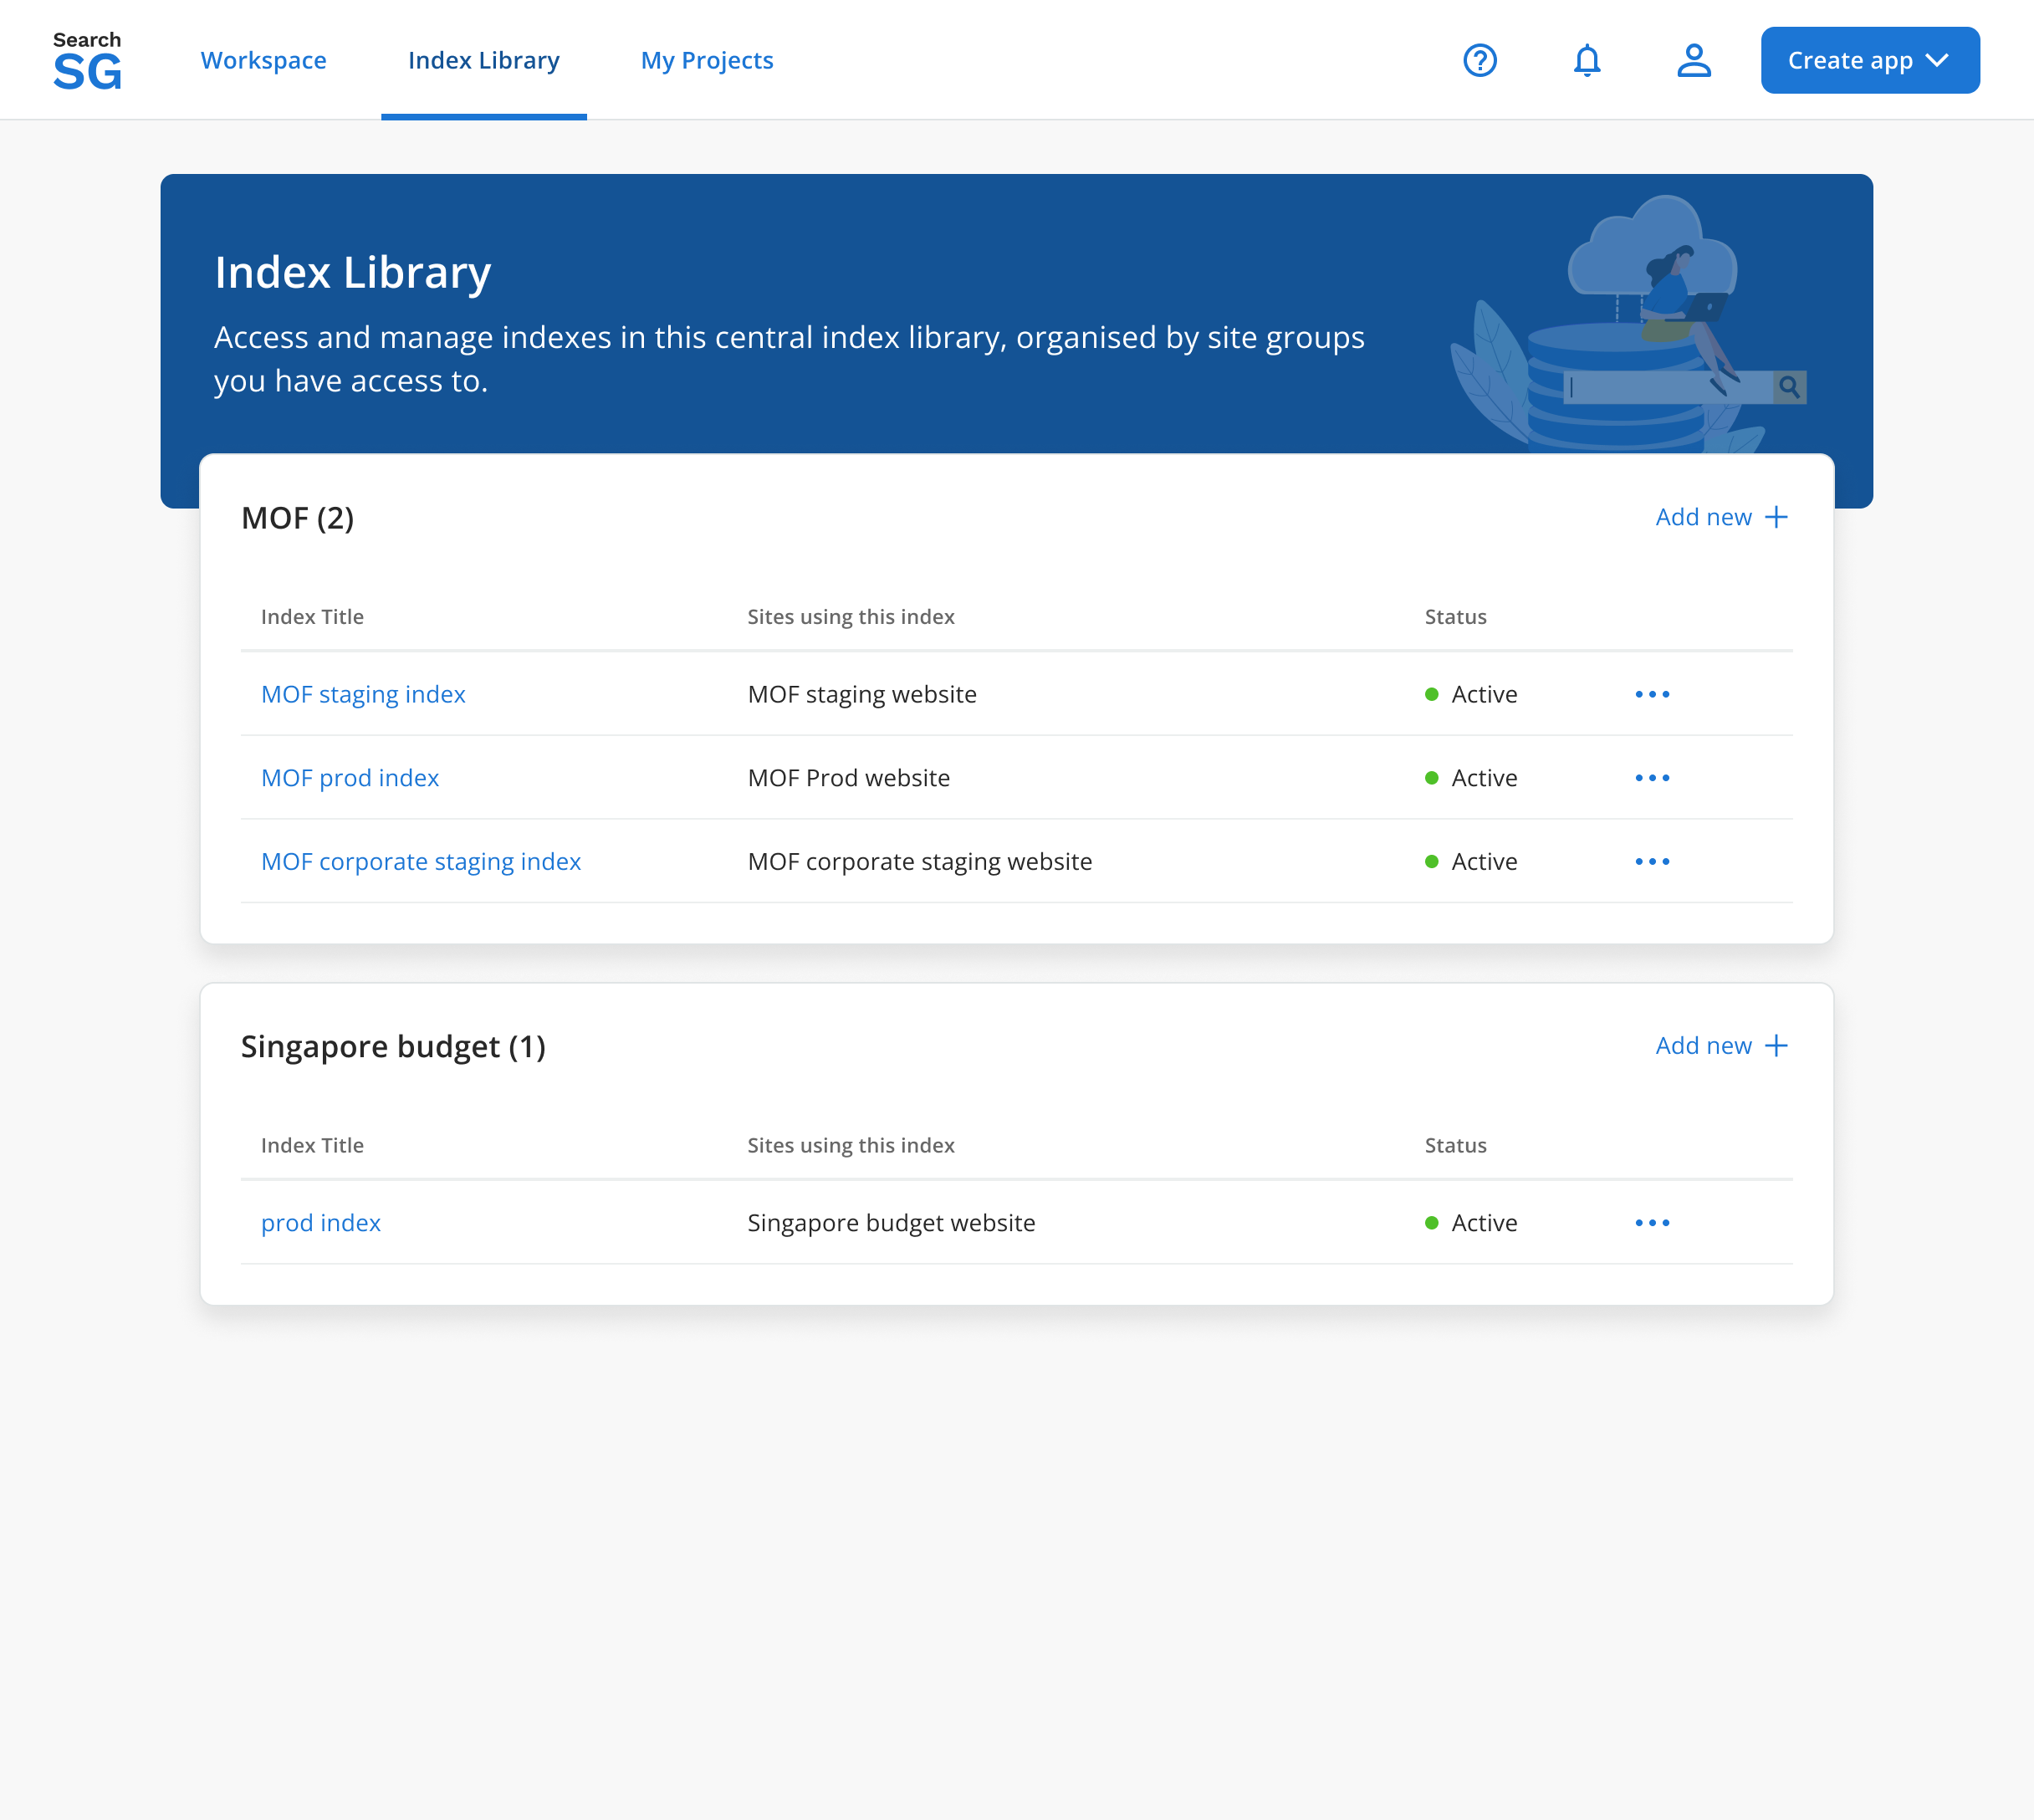 Search
SG
Workspace
Index Library
My Projects
Create app
Index Library
Access and manage indexes in this central index library, organised by site groups
you have access to.
MOF (2)
Add new
Index Title
Sites using this index
Status
MOF staging index
MOF staging website
Active
MOF prod index
MOF Prod website
Active
MOF corporate staging index
MOF corporate staging website
Active
Singapore budget (1)
Add new
Index Title
Sites using this index
Status
prod index
Singapore budget website
Active